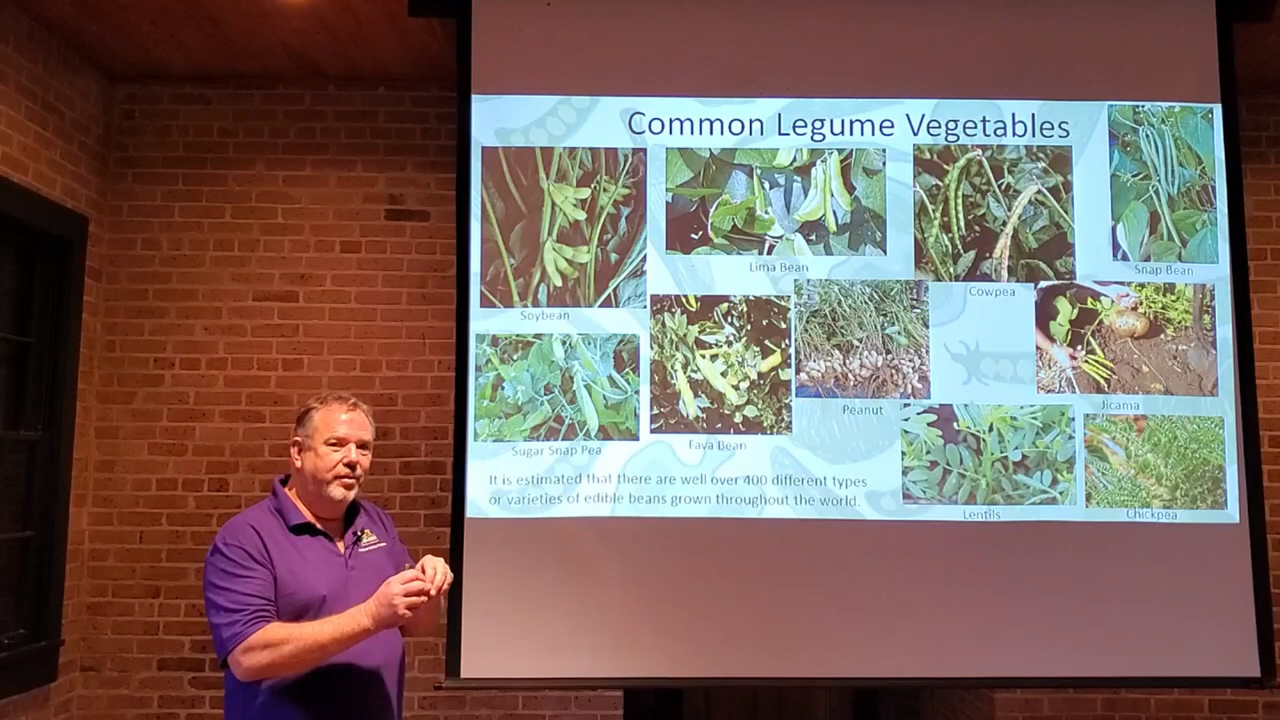 Common Legume Vegetables
Soybean
Lima Bean
Cowpea
Snap Bean
Sugar Snap Pea
Fava Bean
Peanut
Jicama
Lentils
Chickpea
It is estimated that there are well over 400 different types
or varieties of edible beans grown throughout the world.